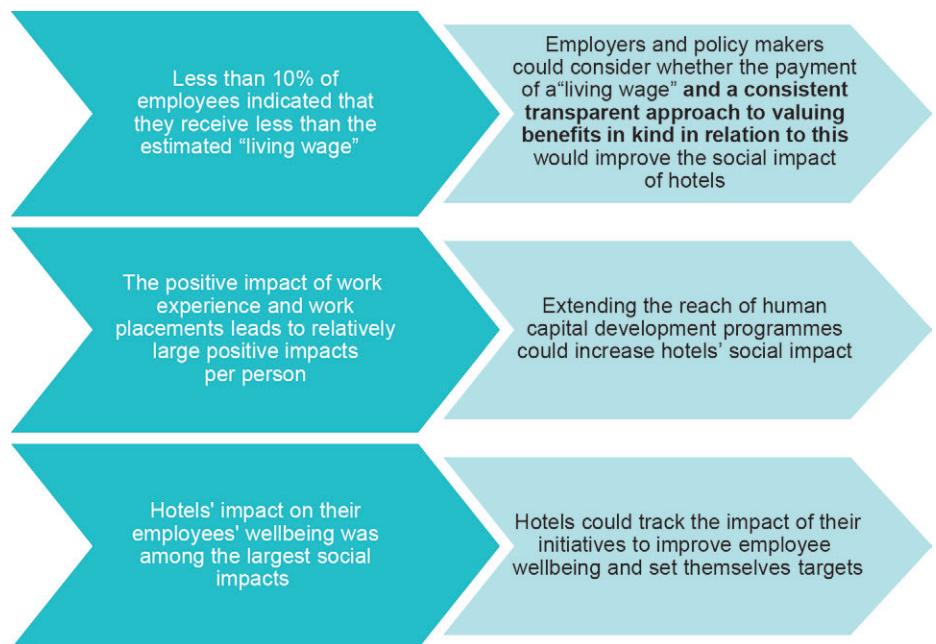 Less than 10% of
employees indicated that
they receive less than the
estimated “living wage”
Employers and policy makers
could consider whether the payment
of a“living wage” and a consistent
transparent approach to valuing
benefits in kind in relation to this
would improve the social impact
of hotels
The positive impact of work
experience and work
placements leads to relatively
large positive impacts
per person
Extending the reach of human
capital development programmes
could increase hotels’ social impact
Hotels' impact on their
employees' wellbeing was
among the largest social
impacts
Hotels could track the impact of their
initiatives to improve employee
wellbeing and set themselves targets